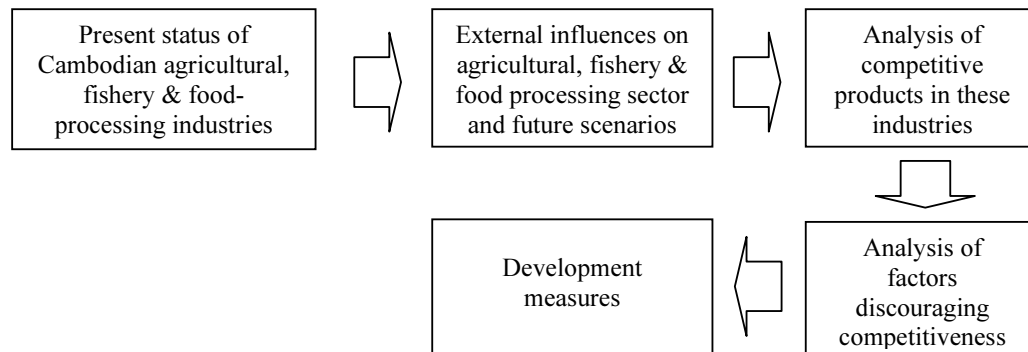 Present status of
Cambodian agricultural,
fishery & food-
processing industries
External influences on
agricultural, fishery &
food processing sector
and future scenarios
Analysis of
competitive
products in these
industries
Analysis of
factors
discouraging
competitiveness
Development
measures